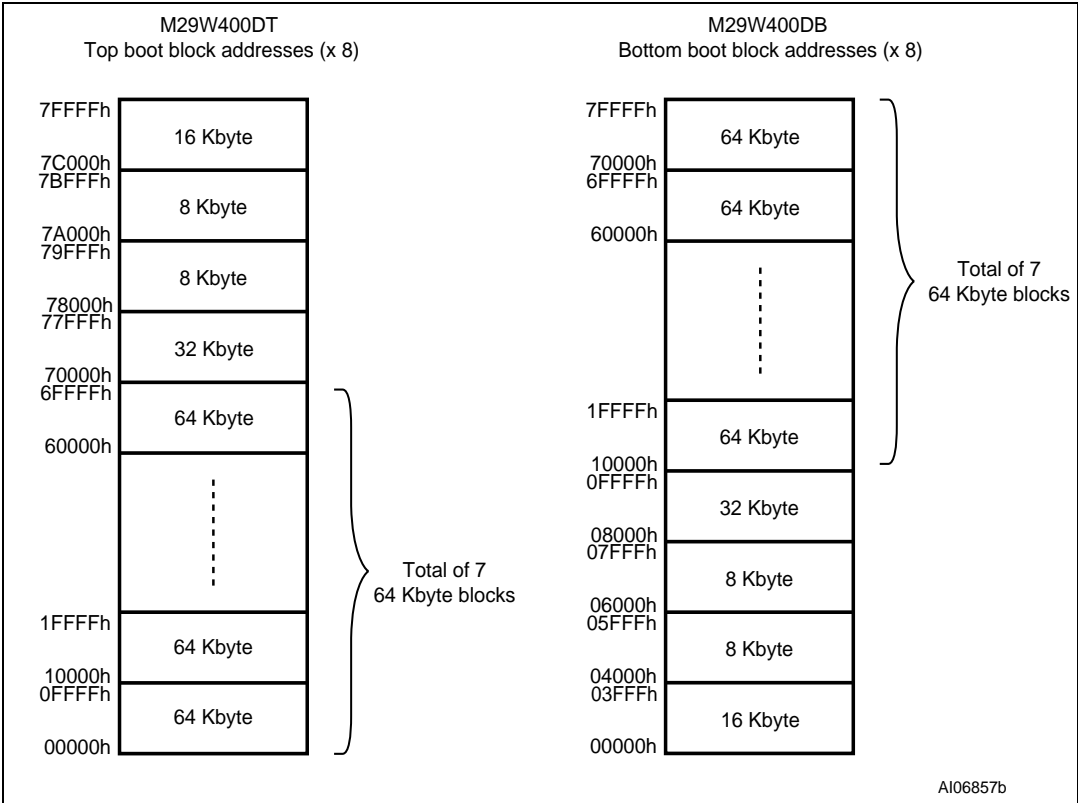 M29W400DT
Top boot block addresses (x 8)
7FFFFh
16 Kbyte
7C000h
7BFFFh
8 Kbyte
7A000h
79FFFh
8 Kbyte
78000h
77FFFh
32 Kbyte
70000h
6FFFFh
64 Kbyte
60000h
Total of 7
64 Kbyte blocks
1FFFFh
64 Kbyte
10000h
0FFFFh
64 Kbyte
00000h
M29W400DB
Bottom boot block addresses (x 8)
7FFFFh
64 Kbyte
70000h
6FFFFh
64 Kbyte
60000h
Total of 7
64 Kbyte blocks
1FFFFh
64 Kbyte
10000h
0FFFFh
32 Kbyte
08000h
07FFFh
8 Kbyte
06000h
05FFFh
8 Kbyte
04000h
03FFFh
16 Kbyte
00000h
AI06857b